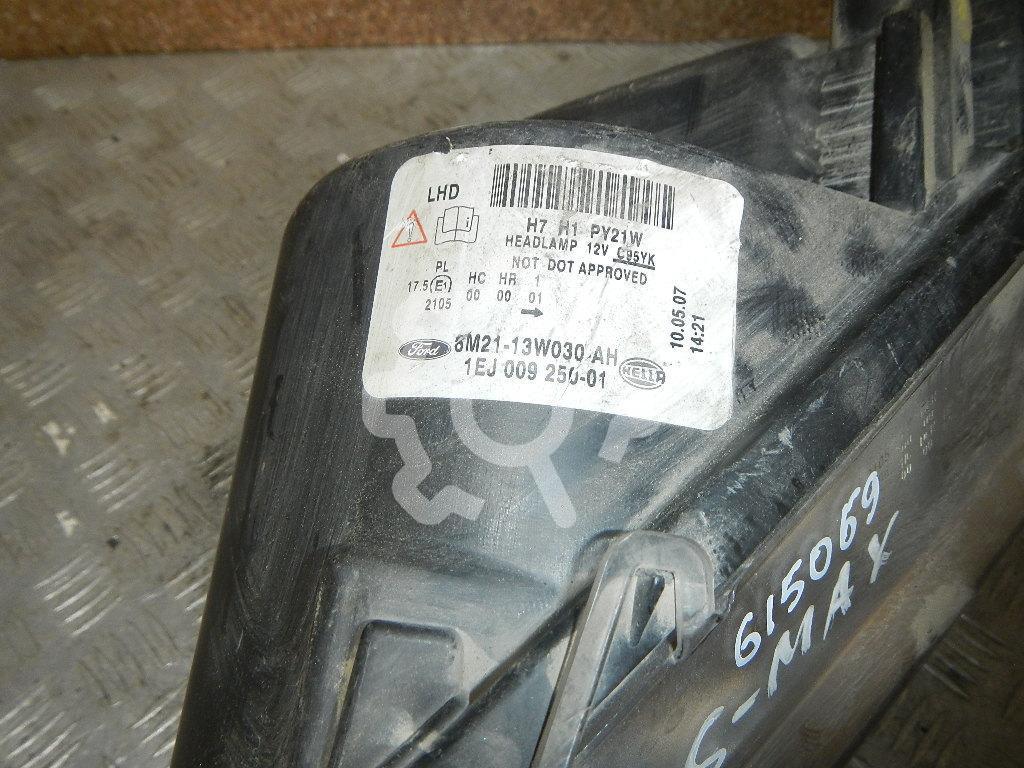 LHD
H7 H1 PY21W
HEADLAMP 12V C95YK
NOT DOT APPROVED
PL
17.5 E1 HC HR 1
2105 00 00 01
10.05.07
14:21
Ford 6M21-13W030 AH
1EJ 009 250-01 HELLA
615069
S-MAX